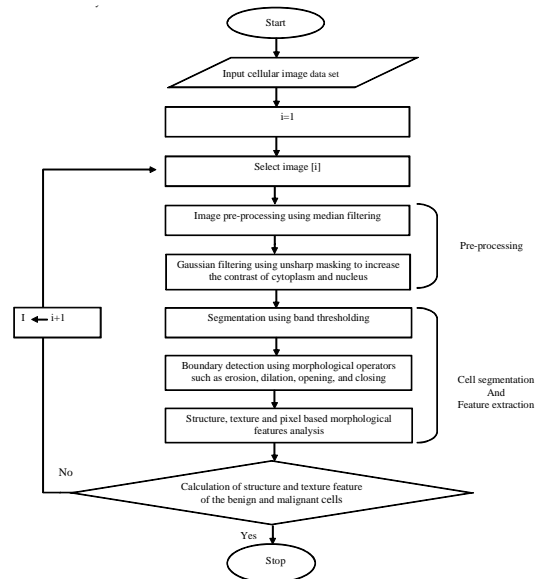 Start
Input cellular image data set
i=1
Select image [i]
Image pre-processing using median filtering
Gaussian filtering using unsharp masking to increase
the contrast of cytoplasm and nucleus
Pre-processing
I ← i+1
Segmentation using band thresholding
Boundary detection using morphological operators
such as erosion, dilation, opening, and closing
Structure, texture and pixel based morphological
features analysis
Cell segmentation
And
Feature extraction
No
Calculation of structure and texture feature
of the benign and malignant cells
Yes
Stop